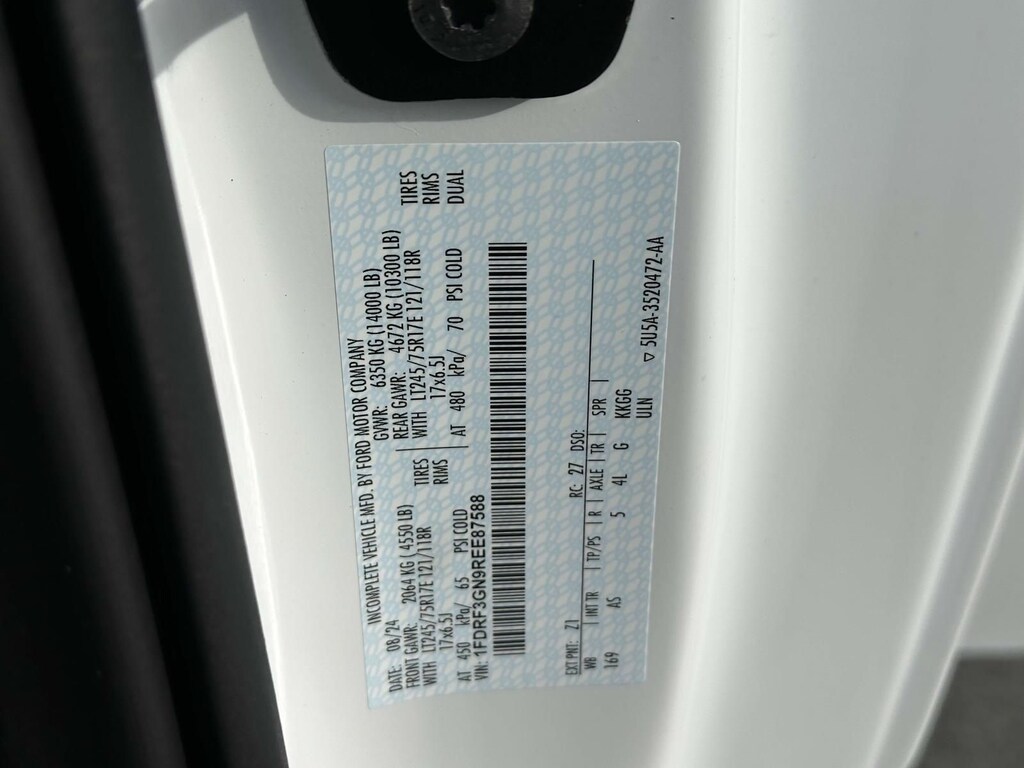 INCOMPLETE VEHICLE MFD. BY FORD MOTOR COMPANY
DATE: 08/24 GVWR: 6350 KG (14000 LB)
FRONT GAWR: 2064 KG (4550 LB) REAR GAWR: 4672 KG (10300 LB)
WITH LT245/75R17E 121/118R TIRES WITH LT245/75R17E 121/118R TIRES
17x6.5J RIMS 17x6.5J RIMS
AT 450 kPa/ 65 PSI COLD AT 480 kPa/ 70 PSI COLD DUAL
VIN: 1FDRF3GN9REE87588
EXT PNT: Z1 RC: 27 DSO:
WB | INT TR | TP/PS | R | AXLE | TR | SPR |
169 AS 5 4L G KKGG
ULN ▽ 5U5A-3520472-AA